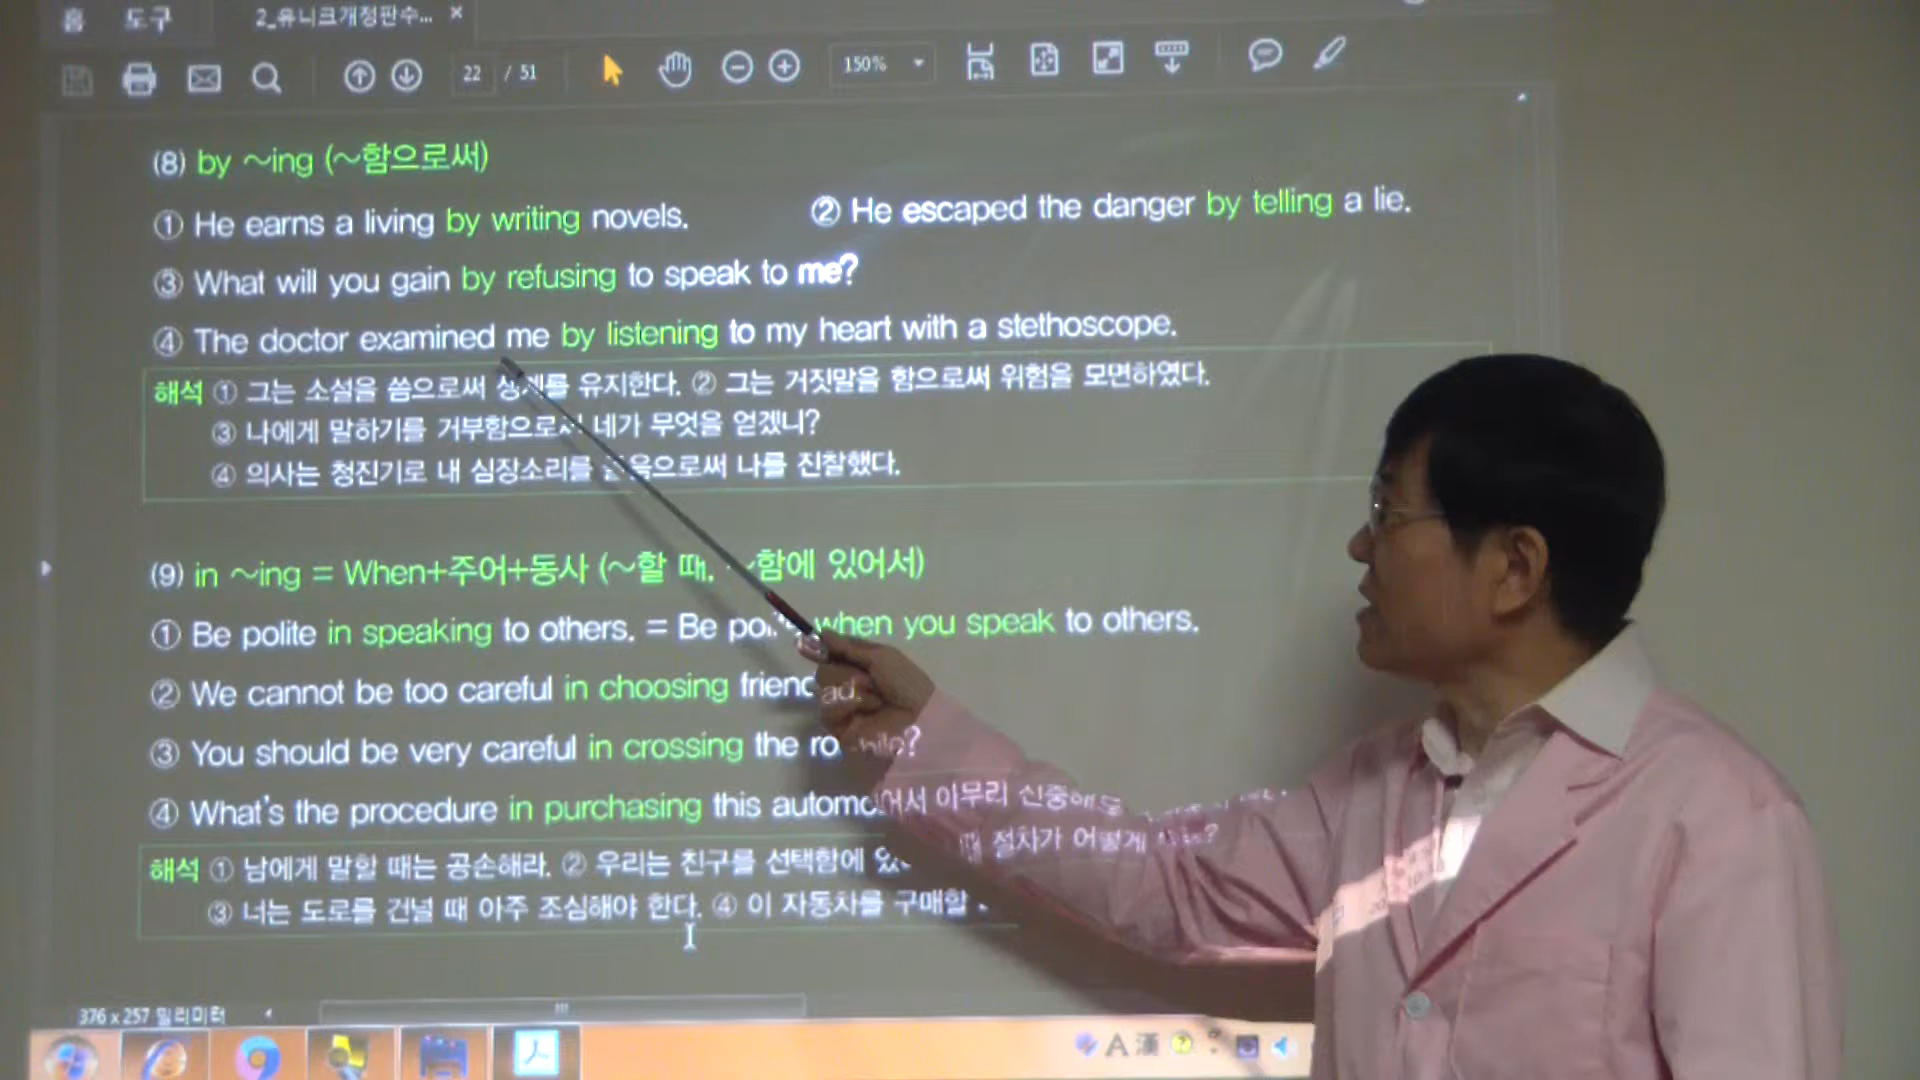 홈 도구 2_유니크개정판수... ×
22 / 51 150%
(8) by ~ing (~함으로써)
① He earns a living by writing novels. ② He escaped the danger by telling a lie.
③ What will you gain by refusing to speak to me?
④ The doctor examined me by listening to my heart with a stethoscope.
해석 ① 그는 소설을 씀으로써 생계를 유지한다. ② 그는 거짓말을 함으로써 위험을 모면하였다.
③ 나에게 말하기를 거부함으로써 네가 무엇을 얻겠니?
④ 의사는 청진기로 내 심장소리를 으로써 나를 진찰했다.
(9) in ~ing = When+주어+동사 (~할 때, ~함에 있어서)
① Be polite in speaking to others. = Be polite when you speak to others.
② We cannot be too careful in choosing
③ You should be very careful in crossing the
④ What's the procedure in purchasing this
해석 ① 남에게 말할 때는 공손해라. ② 우리는 친구를 선택함에 있어서 아무리 신중해도
③ 너는 도로를 건널 때 아주 조심해야 한다. ④ 이 자동차를 구매할 때 절차가 어떻게
376 x 257 밀리미터
A 漢